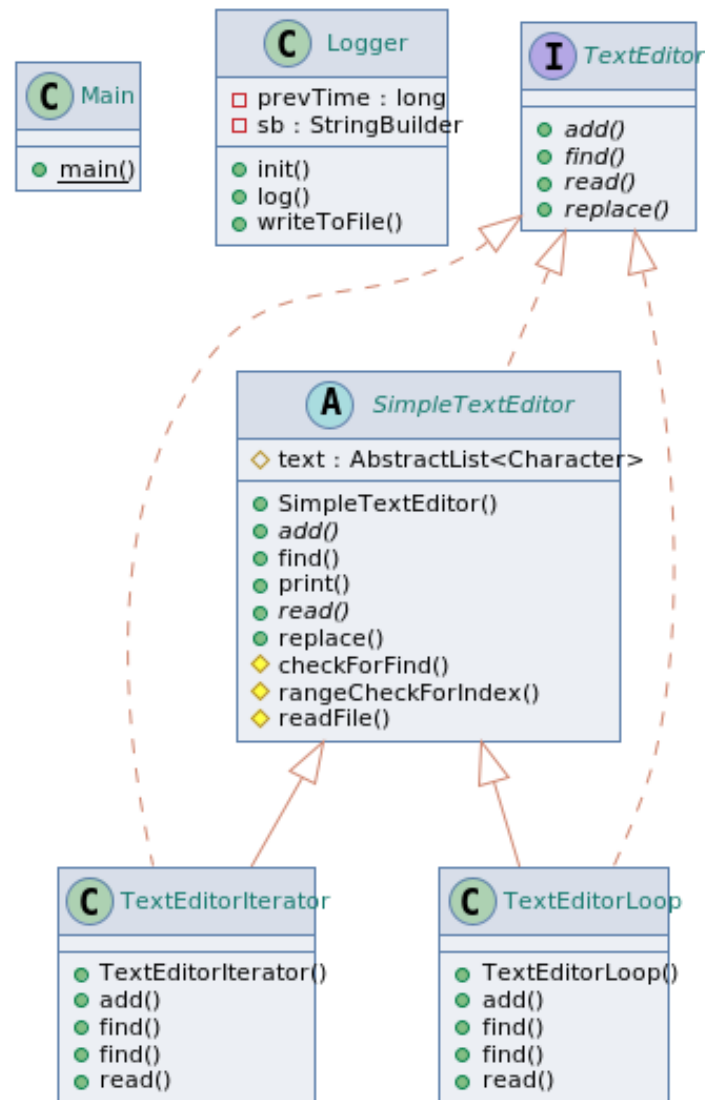 C Main
main()
C Logger
prevTime : long
sb : StringBuilder
init()
log()
writeToFile()
I TextEditor
add()
find()
read()
replace()
A SimpleTextEditor
text : AbstractList<Character>
SimpleTextEditor()
add()
find()
print()
read()
replace()
checkForFind()
rangeCheckForIndex()
readFile()
C TextEditorIterator
TextEditorIterator()
add()
find()
find()
read()
C TextEditorLoop
TextEditorLoop()
add()
find()
find()
read()